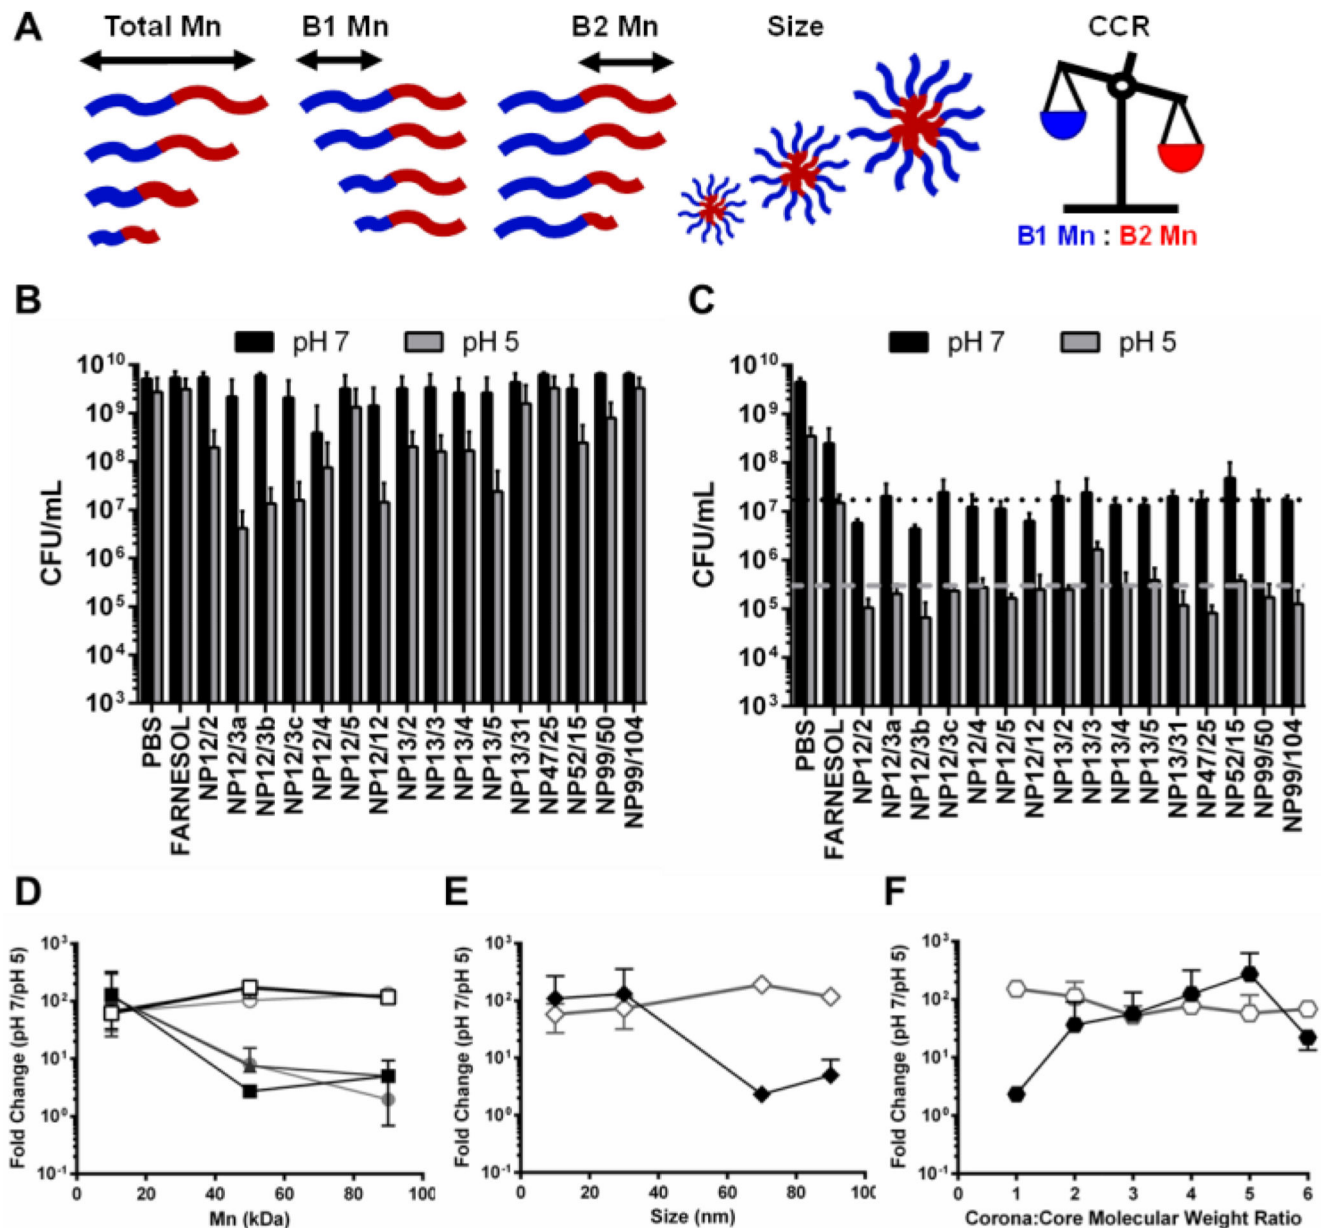 A
Total Mn
B1 Mn
B2 Mn
Size
CCR
B1 Mn : B2 Mn
B
pH 7
pH 5
CFU/mL
10^10
10^9
10^8
10^7
10^6
10^5
10^4
10^3
PBS
FARNESOL
NP12/2
NP12/3a
NP12/3b
NP12/3c
NP12/4
NP12/5
NP12/12
NP13/2
NP13/3
NP13/4
NP13/5
NP13/31
NP47/25
NP52/15
NP99/50
NP99/104
C
pH 7
pH 5
CFU/mL
10^10
10^9
10^8
10^7
10^6
10^5
10^4
10^3
PBS
FARNESOL
NP12/2
NP12/3a
NP12/3b
NP12/3c
NP12/4
NP12/5
NP12/12
NP13/2
NP13/3
NP13/4
NP13/5
NP13/31
NP47/25
NP52/15
NP99/50
NP99/104
D
Fold Change (pH 7/pH 5)
10^3
10^2
10^1
10^0
10^-1
0 20 40 60 80 100
Mn (kDa)
E
Fold Change (pH 7/pH 5)
10^3
10^2
10^1
10^0
10^-1
0 20 40 60 80 100
Size (nm)
F
Fold Change (pH 7/pH 5)
10^3
10^2
10^1
10^0
10^-1
0 1 2 3 4 5 6
Corona:Core Molecular Weight Ratio